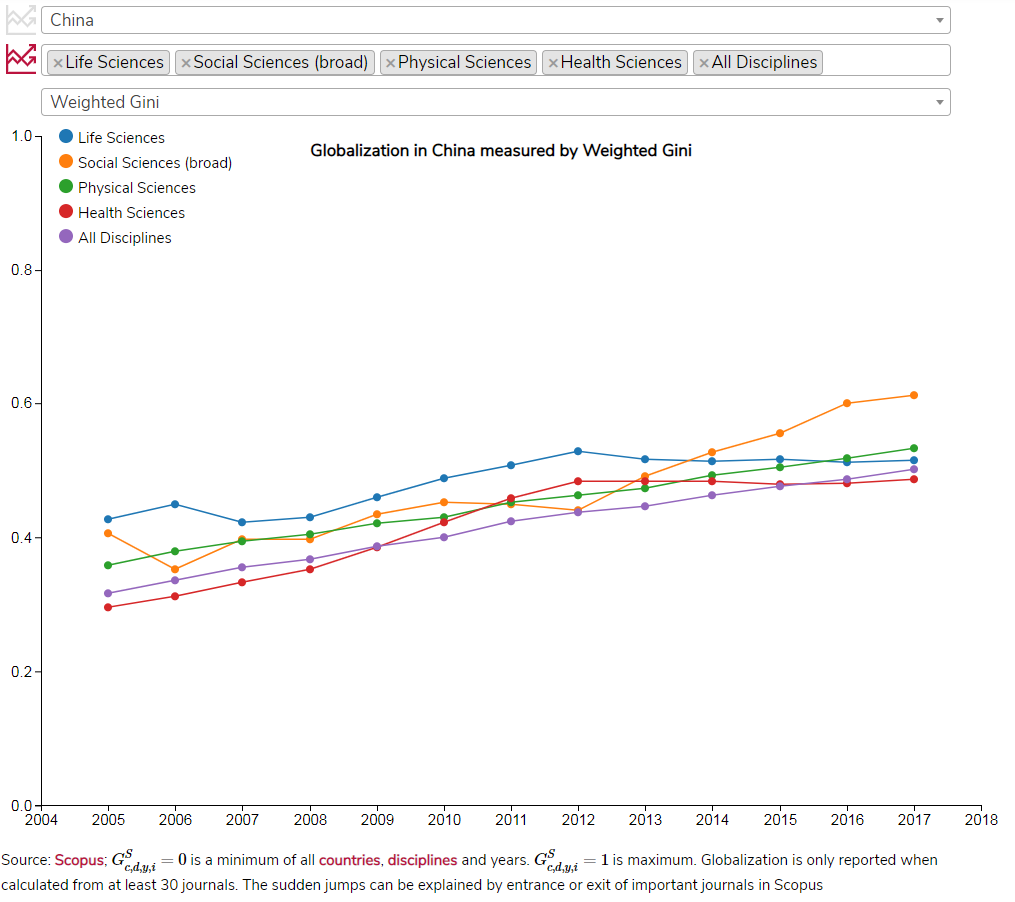 China
×Life Sciences ×Social Sciences (broad) ×Physical Sciences ×Health Sciences ×All Disciplines
Weighted Gini
Globalization in China measured by Weighted Gini
Life Sciences
Social Sciences (broad)
Physical Sciences
Health Sciences
All Disciplines
1.0
0.8
0.6
0.4
0.2
0.0
2004 2005 2006 2007 2008 2009 2010 2011 2012 2013 2014 2015 2016 2017 2018
Source: Scopus; G^S_{c,d,y,i} = 0 is a minimum of all countries, disciplines and years. G^S_{c,d,y,i} = 1 is maximum. Globalization is only reported when
calculated from at least 30 journals. The sudden jumps can be explained by entrance or exit of important journals in Scopus